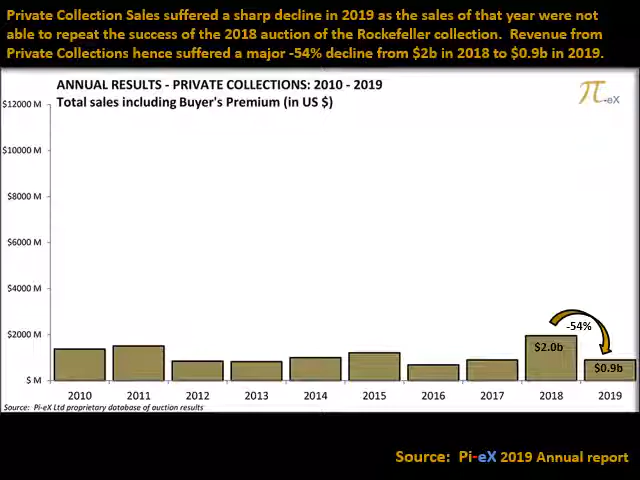 Private Collection Sales suffered a sharp decline in 2019 as the sales of that year were not
able to repeat the success of the 2018 auction of the Rockefeller collection. Revenue from
Private Collections hence suffered a major -54% decline from $2b in 2018 to $0.9b in 2019.
ANNUAL RESULTS - PRIVATE COLLECTIONS: 2010 - 2019
Total sales including Buyer's Premium (in US $)
π-eX
$12000 M
$10000 M
$8000 M
$6000 M
$4000 M
$2000 M
$ M
-54%
$2.0b
$0.9b
2010 2011 2012 2013 2014 2015 2016 2017 2018 2019
Source: Pi-eX Ltd proprietary database of auction results
Source: Pi-eX 2019 Annual report